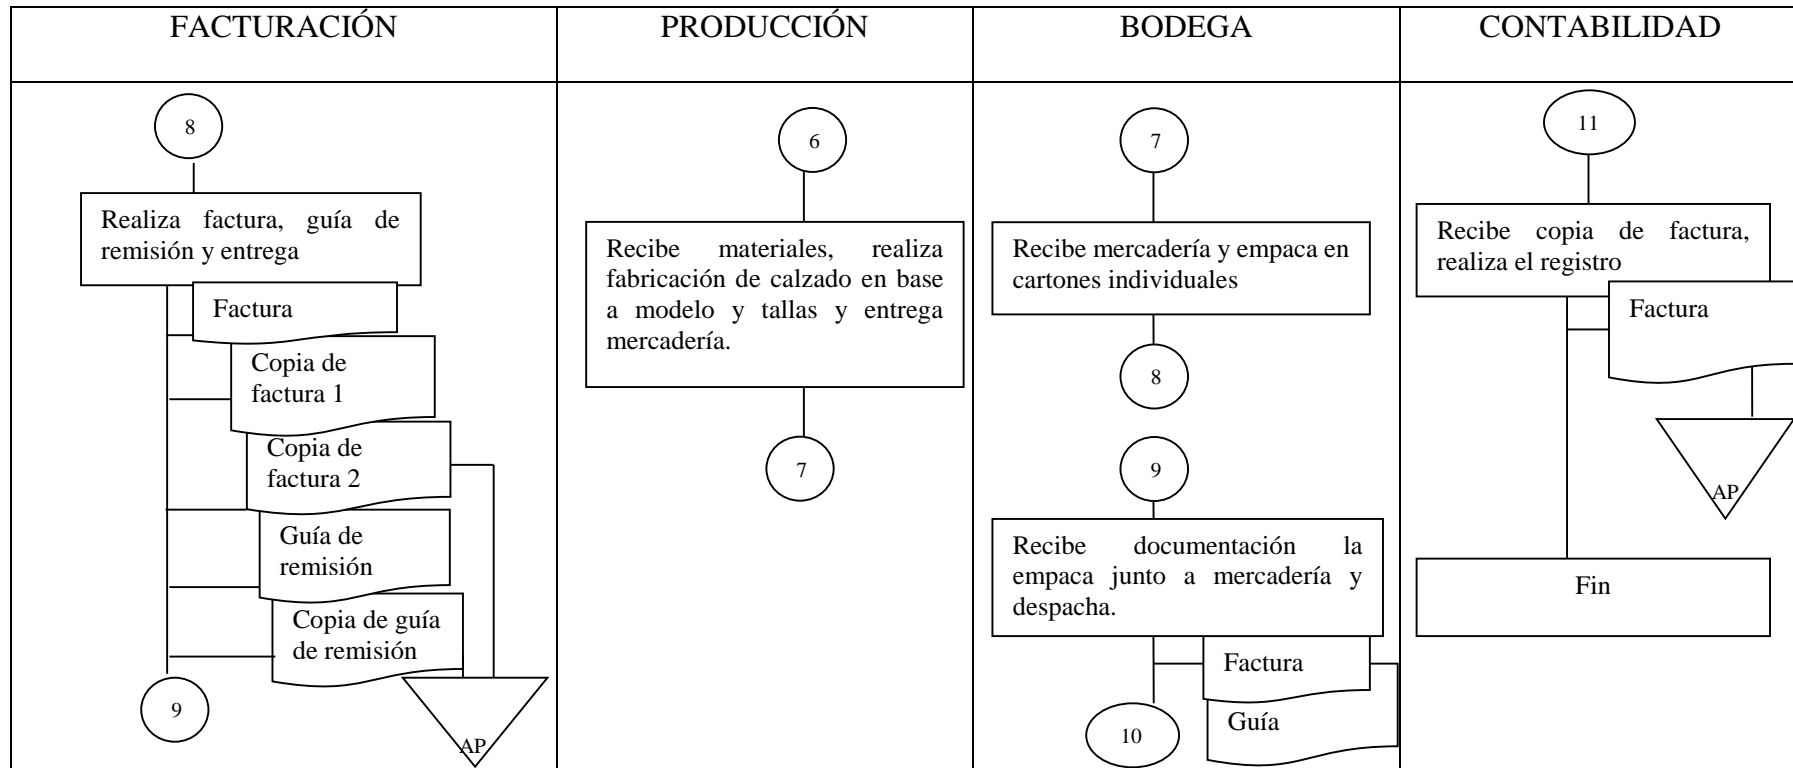 FACTURACIÓN
PRODUCCIÓN
BODEGA
CONTABILIDAD
8
Realiza factura, guía de
remisión y entrega
Factura
Copia de
factura 1
Copia de
factura 2
Guía de
remisión
Copia de guía
de remisión
9
AP
6
Recibe materiales, realiza
fabricación de calzado en base
a modelo y tallas y entrega
mercadería.
7
7
Recibe mercadería y empaca en
cartones individuales
8
9
Recibe documentación la
empaca junto a mercadería y
despacha.
Factura
Guía
10
11
Recibe copia de factura,
realiza el registro
Factura
AP
Fin